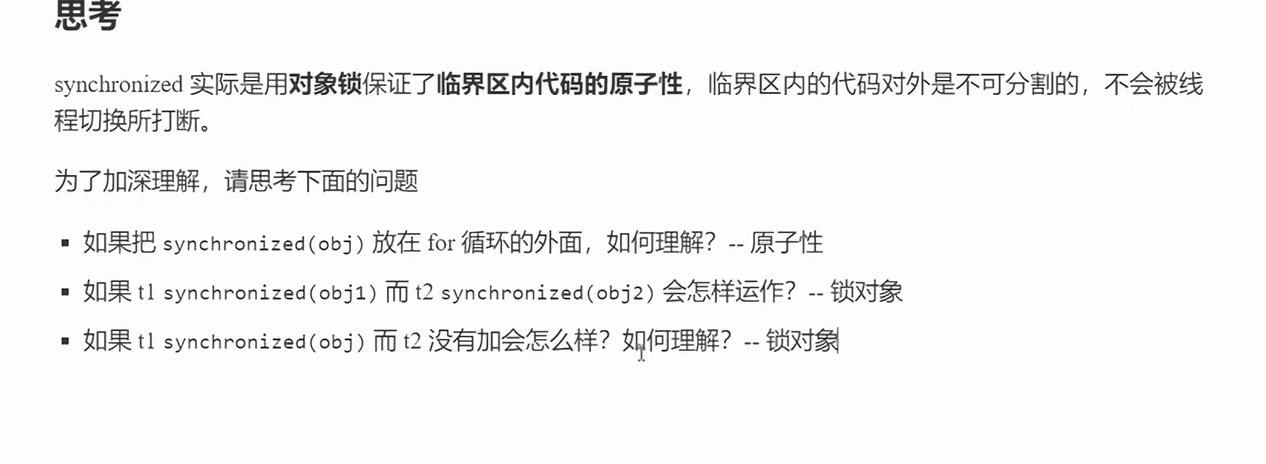 思考
synchronized 实际是用对象锁保证了临界区内代码的原子性，临界区内的代码对外是不可分割的，不会被线
程切换所打断。
为了加深理解，请思考下面的问题
▪ 如果把 synchronized(obj) 放在 for 循环的外面，如何理解？-- 原子性
▪ 如果 t1 synchronized(obj1) 而 t2 synchronized(obj2) 会怎样运作？-- 锁对象
▪ 如果 t1 synchronized(obj) 而 t2 没有加会怎么样？如何理解？-- 锁对象